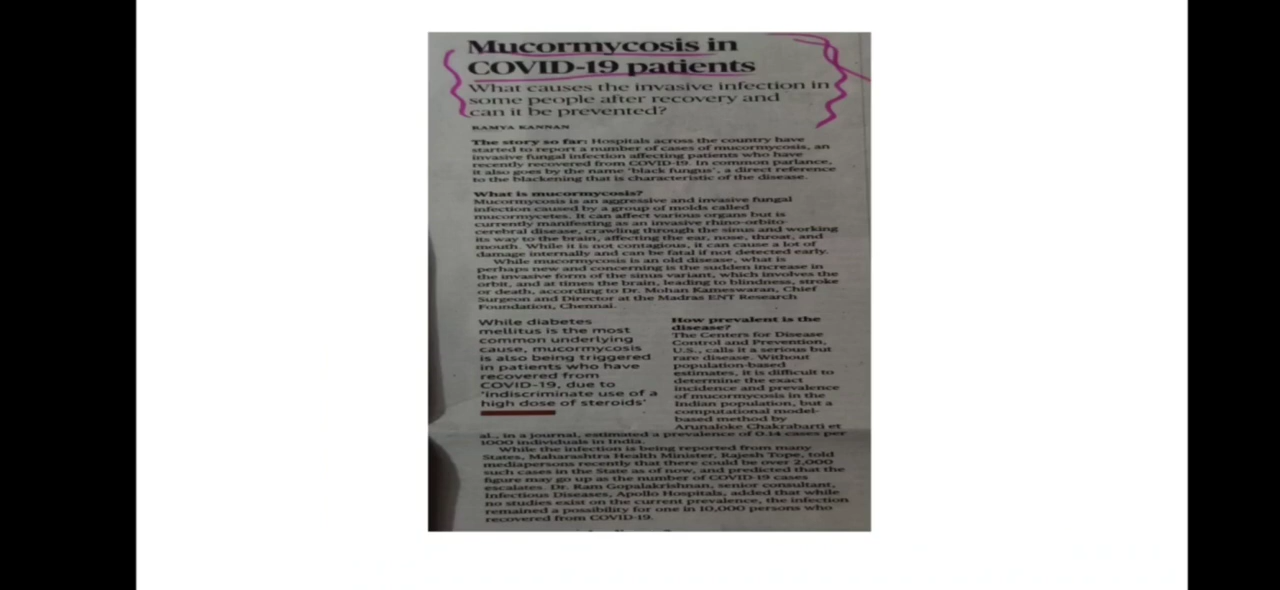 Mucormycosis in
COVID-19 patients
What causes the invasive infection in
some people after recovery and
can it be prevented?
RAMYA KANNAN
The story so far: Hospitals across the country have
started to report a number of cases of mucormycosis, an
invasive fungal infection affecting patients who have
recently recovered from COVID-19. In common parlance,
it also goes by the name 'black fungus', a direct reference
to the blackening that is characteristic of the disease.
What is mucormycosis?
Mucormycosis is an aggressive and invasive fungal
infection caused by a group of molds called
mucormycetes. It can affect various organs but is
currently manifesting as an invasive rhino-orbito-
cerebral disease, crawling through the sinus and working
its way to the brain, affecting the ear, nose, throat, and
mouth. While it is not contagious, it can cause a lot of
damage internally and can be fatal if not detected early.
While mucormycosis is an old disease, what is
perhaps new and concerning is the sudden increase in
the invasive form of the sinus variant, which involves the
orbit, and at times the brain, leading to blindness, stroke
or death, according to Dr. Mohan Kameswaran, Chief
Surgeon and Director at the Madras ENT Research
Foundation, Chennai.
While diabetes
mellitus is the most
common underlying
cause, mucormycosis
is also being triggered
in patients who have
recovered from
COVID-19, due to
'indiscriminate use of a
high dose of steroids'
How prevalent is the
disease?
The Centers for Disease
Control and Prevention,
U.S., calls it a serious but
rare disease. Without
population-based
estimates, it is difficult to
determine the exact
incidence and prevalence
of mucormycosis in the
Indian population, but a
computational model-
based method by
Arunaloke Chakrabarti et
al., in a journal, estimated a prevalence of 0.14 cases per
1000 individuals in India.
While the infection is being reported from many
States, Maharashtra Health Minister, Rajesh Tope, told
mediapersons recently that there could be over 2,000
such cases in the State as of now, and predicted that the
figure may go up as the number of COVID-19 cases
escalates. Dr. Ram Gopalakrishnan, senior consultant,
Infectious Diseases, Apollo Hospitals, added that while
no studies exist on the current prevalence, the infection
remained a possibility for one in 10,000 persons who
recovered from COVID-19.